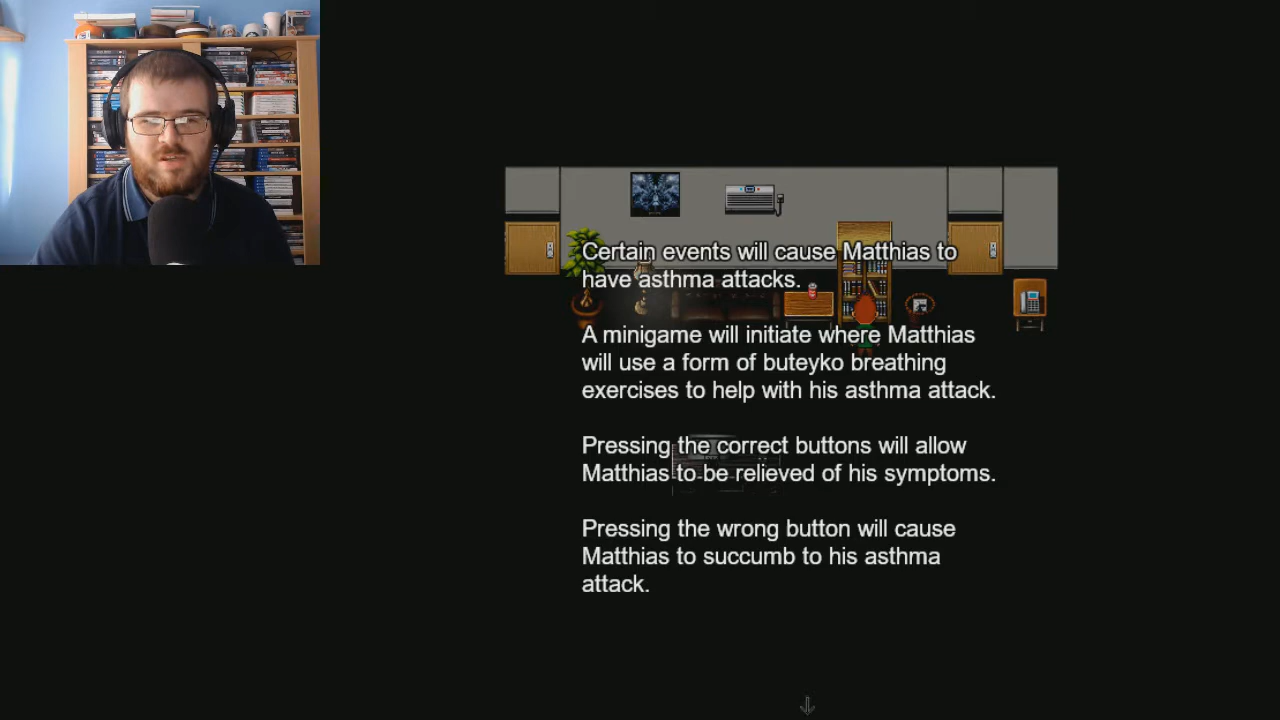 Certain events will cause Matthias to
have asthma attacks.
A minigame will initiate where Matthias
will use a form of buteyko breathing
exercises to help with his asthma attack.
Pressing the correct buttons will allow
Matthias to be relieved of his symptoms.
Pressing the wrong button will cause
Matthias to succumb to his asthma
attack.